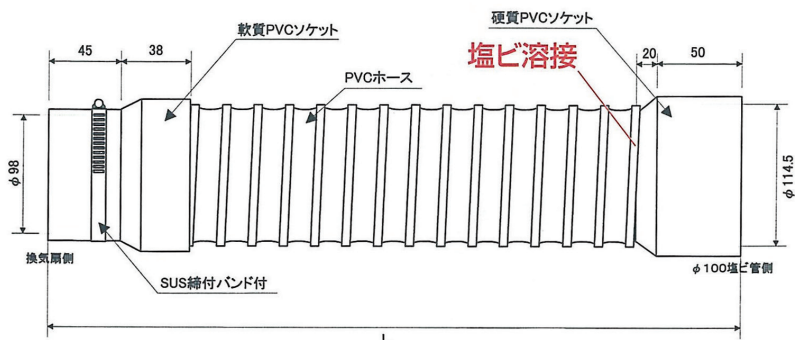 45
38
軟質PVCソケット
硬質PVCソケット
20
50
塩ビ溶接
PVCホース
φ98
φ114.5
換気扇側
SUS締付バンド付
φ100塩ビ管側
L